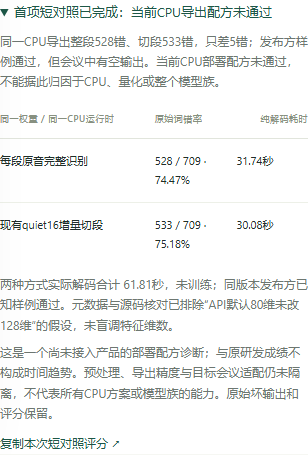 ▼ 首项短对照已完成：当前CPU导出配方未通过
同一CPU导出整段528错、切段533错，只差5错；发布方样
例通过，但会议中有空输出。当前CPU部署配方未通过，
不能据此归因于CPU、量化或整个模型族。
同一权重 / 同一CPU运行时 原始词错率 纯解码耗时
每段原音完整识别 528 / 709 · 31.74秒
74.47%
现有quiet16增量切段 533 / 709 · 30.08秒
75.18%
两种方式实际解码合计 61.81秒，未训练；同版本发布方已
知样例通过。元数据与源码核对已排除“API默认80维未改
128维”的假设，未盲调特征维数。
这是一个尚未接入产品的部署配方诊断；与原研发成绩不
构成时间趋势。预处理、导出精度与目标会议适配仍未隔
离，不代表所有CPU方案或模型族的能力。原始坏输出和
评分保留。
复制本次短对照评分 ↗